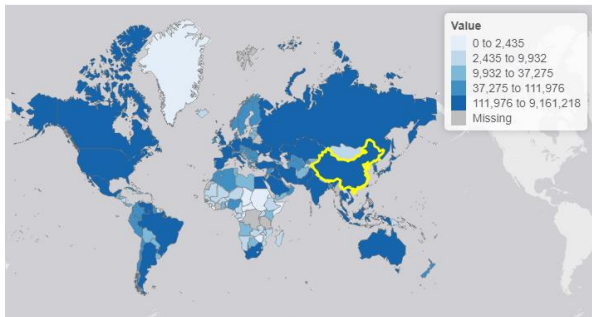 Value
0 to 2,435
2,435 to 9,932
9,932 to 37,275
37,275 to 111,976
111,976 to 9,161,218
Missing